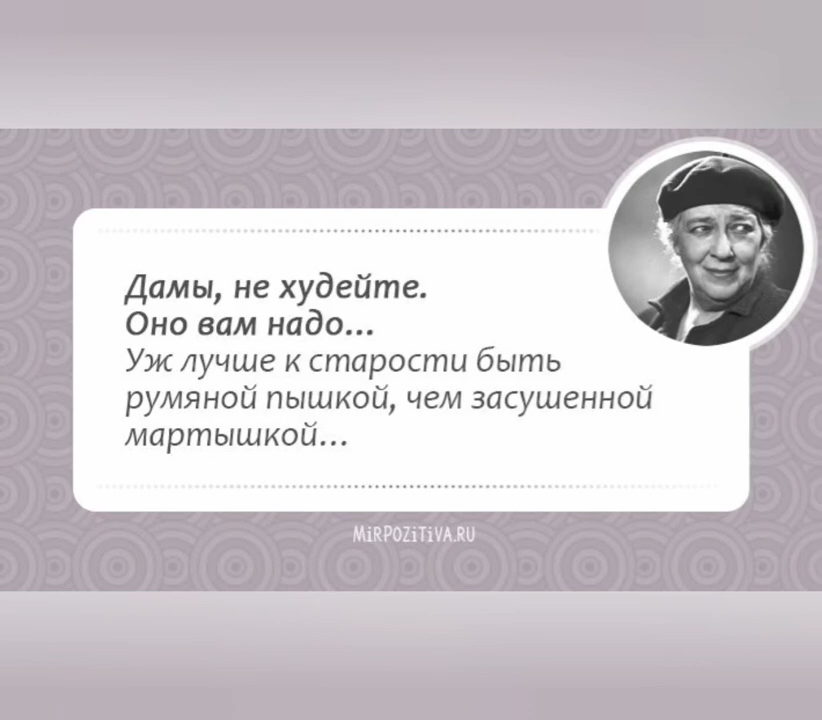 Дамы, не худейте.
Оно вам надо...
Уж лучше к старости быть
румяной пышкой, чем засушенной
мартышкой...
MiRPOZiTiVA.RU